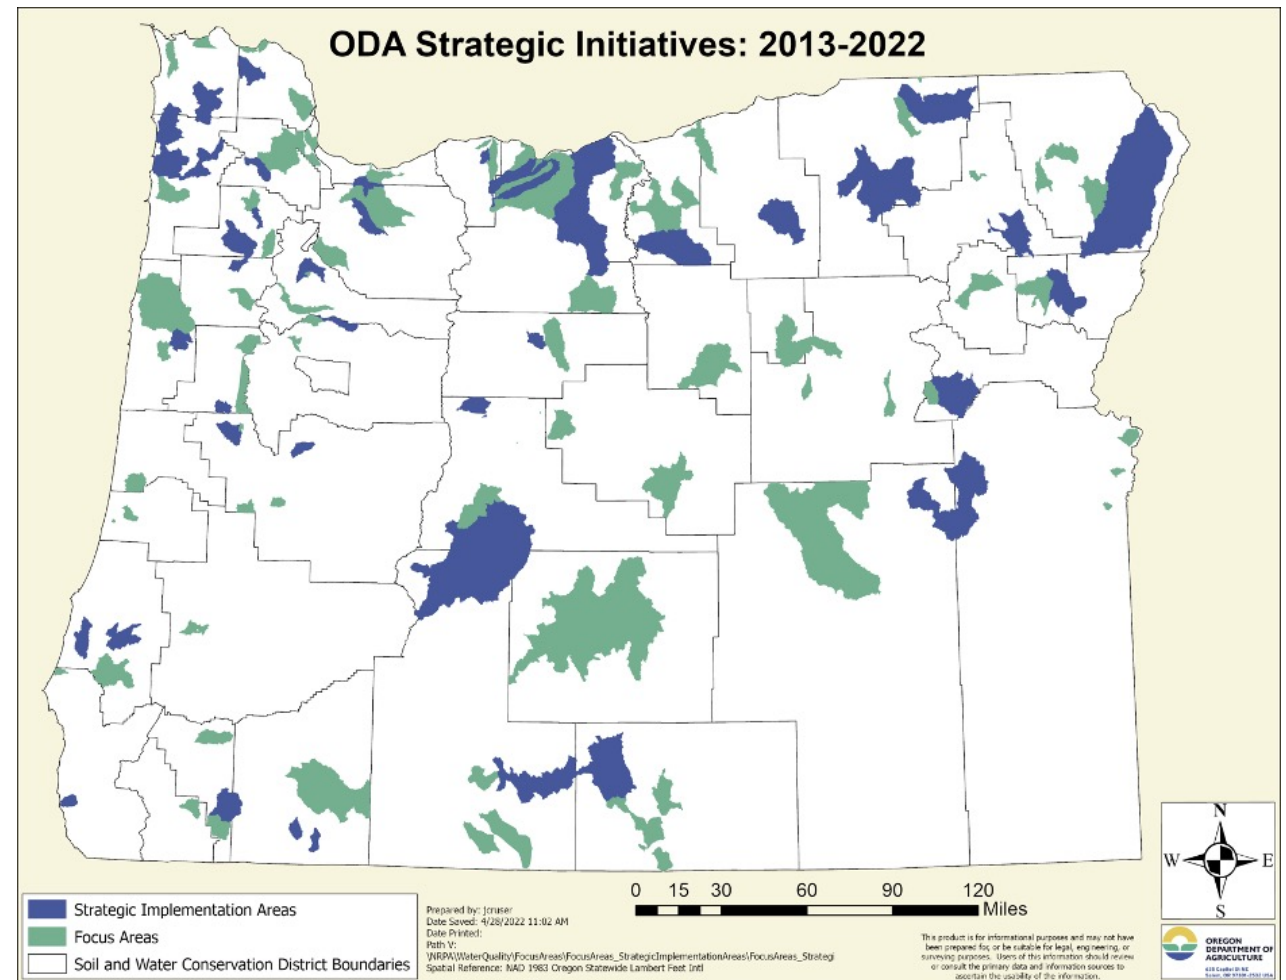 ODA Strategic Initiatives: 2013-2022
Strategic Implementation Areas
Focus Areas
Soil and Water Conservation District Boundaries
Prepared by: jcruser
Date Saved: 4/28/2022 11:02 AM
Date Printed:
Path V:
\NRPA\WaterQuality\FocusAreas\FocusAreas_StrategicImplementationAreas\FocusAreas_Strategi
Spatial Reference: NAD 1983 Oregon Statewide Lambert Feet Intl
0 15 30 60 90 120
Miles
This product is for informational purposes and may not have
been prepared for, or be suitable for legal, engineering, or
surveying purposes. Users of this information should review
or consult the primary data and information sources to
ascertain the usability of the information.
N
W E
S
OREGON
DEPARTMENT OF
AGRICULTURE